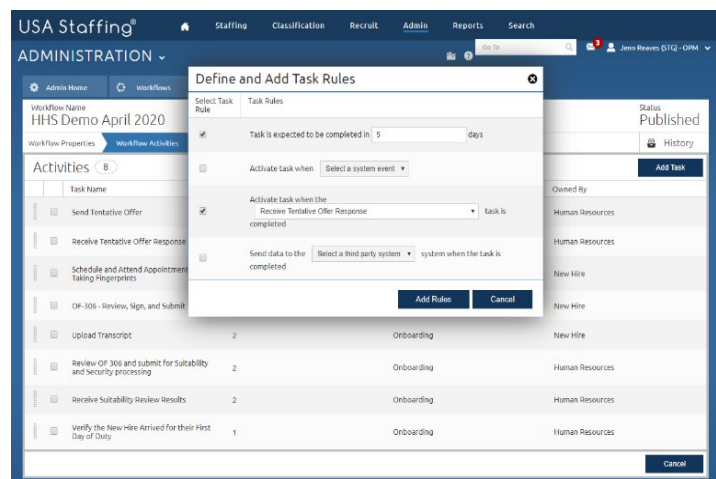 USA Staffing®
Staffing Classification Recruit Admin Reports Search
ADMINISTRATION
Go To
3
Jenn Reaves (STG) - OPM
Admin Home Workflows
Workflow Name
HHS Demo April 2020
Status
Published
Workflow Properties Workflow Activities
History
Activities 8
Add Task
Task Name
Owned By
Send Tentative Offer
Human Resources
Receive Tentative Offer Response
Human Resources
Schedule and Attend Appointment
Taking Fingerprints
New Hire
OF-306 - Review, Sign, and Submit
New Hire
Upload Transcript 2 Onboarding New Hire
Review OF 306 and submit for Suitability
and Security processing
2 Onboarding Human Resources
Receive Suitability Review Results 2 Onboarding Human Resources
Verify the New Hire Arrived for their First
Day of Duty
1 Onboarding Human Resources
Cancel
Define and Add Task Rules
Select Task
Rule
Task Rules
Task is expected to be completed in 5 days
Activate task when Select a system event
Activate task when the
Receive Tentative Offer Response task is
completed
Send data to the Select a third party system system when the task is
completed
Add Rules Cancel